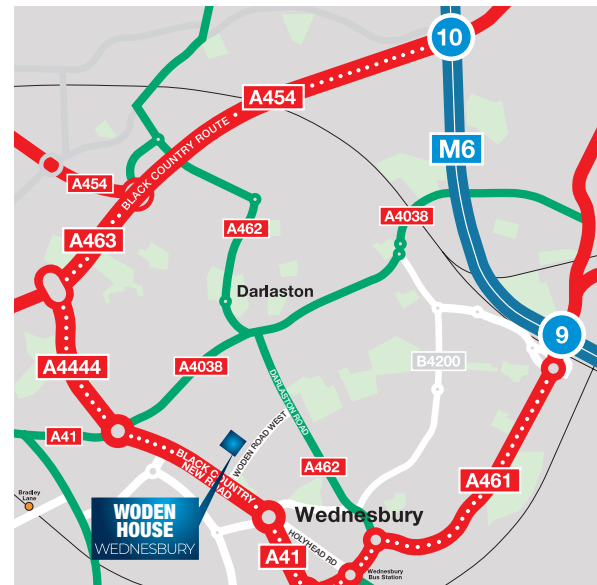 10
A454
BLACK COUNTRY ROUTE
M6
A454
A4038
A462
A463
Darlaston
9
A4444
A4038
B4200
DARLASTON ROAD
WODEN ROAD WEST
A41
BLACK COUNTRY
NEW ROAD
A462
A461
Bradley
Lane
WODEN
HOUSE
WEDNESBURY
Wednesbury
HOLYHEAD RD
A41
Wednesbury
Bus Station